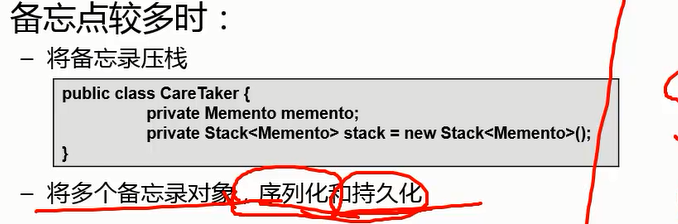 备忘点较多时：
– 将备忘录压栈
public class CareTaker {
private Memento memento;
private Stack<Memento> stack = new Stack<Memento>();
}
– 将多个备忘录对象，序列化和持久化